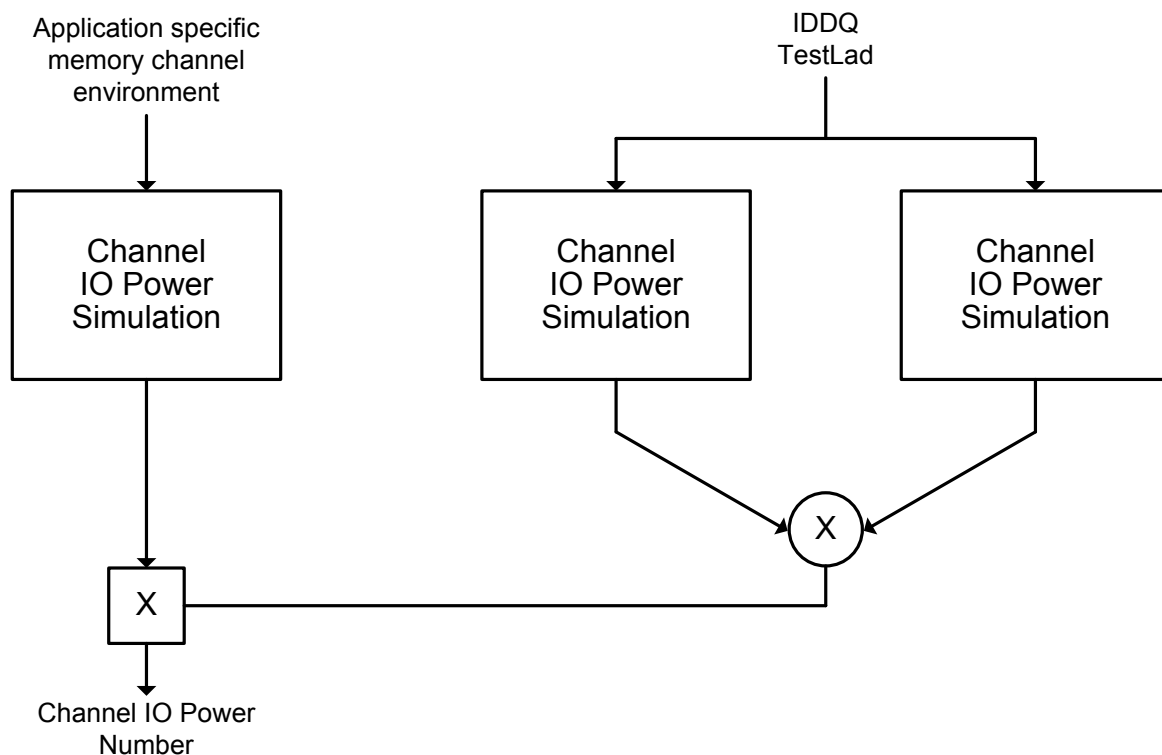 Application specific
memory channel
environment
IDDQ
TestLad
Channel
IO Power
Simulation
Channel
IO Power
Simulation
Channel
IO Power
Simulation
X
X
Channel IO Power
Number